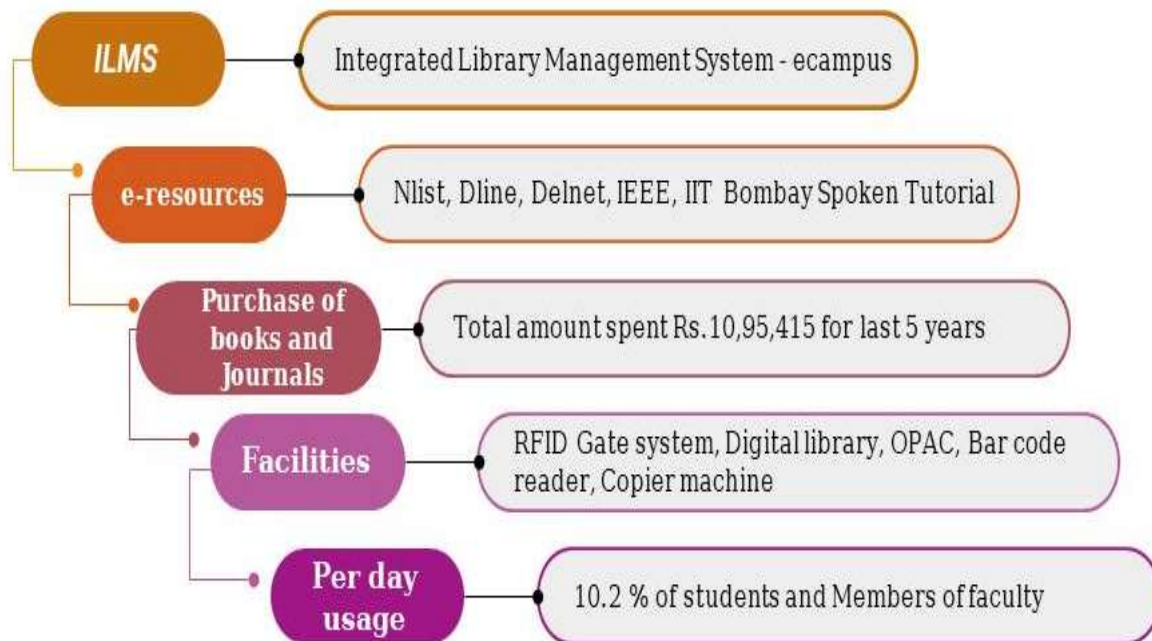 ILMS
Integrated Library Management System - ecampus
e-resources
Nlist, Dline, Delnet, IEEE, IIT Bombay Spoken Tutorial
Purchase of
books and
Journals
Total amount spent Rs.10,95,415 for last 5 years
Facilities
RFID Gate system, Digital library, OPAC, Bar code
reader, Copier machine
Per day
usage
10.2 % of students and Members of faculty